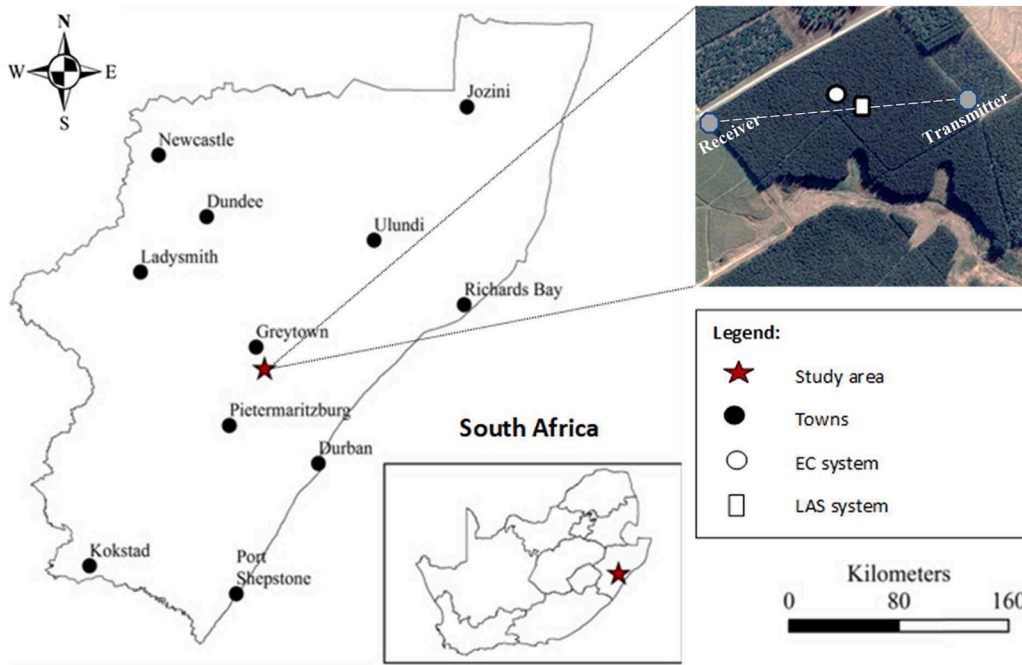 N
W
E
S
Jozini
Newcastle
Dundee
Ulundi
Ladysmith
Richards Bay
Greytown
Pietermaritzburg
Durban
Kokstad
Port
Shepstone
South Africa
Receiver
Transmitter
Legend:
Study area
Towns
EC system
LAS system
Kilometers
0
80
160